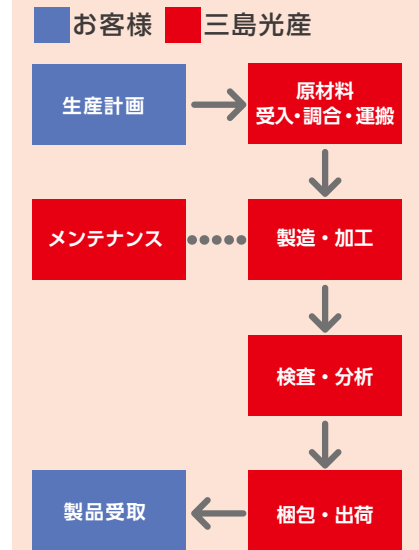 お客様 三島光産
生産計画
原材料
受入・調合・運搬
メンテナンス
製造・加工
検査・分析
製品受取
梱包・出荷